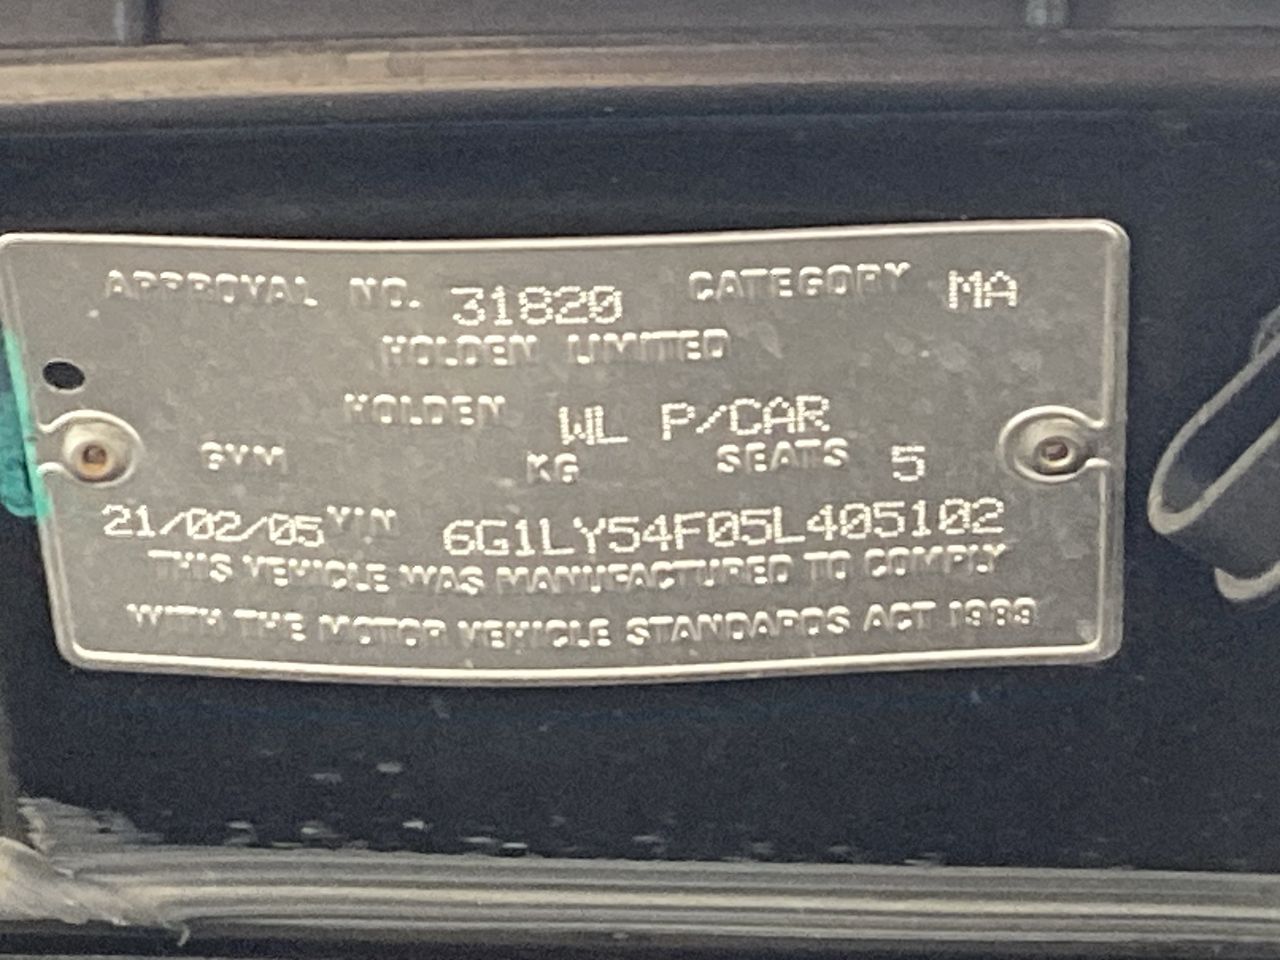 APPROVAL NO. 31820 CATEGORY MA
HOLDEN LIMITED
HOLDEN WL P/CAR
GVM KG SEATS 5
21/02/05 VIN 6G1LY54F05L405102
THIS VEHICLE WAS MANUFACTURED TO COMPLY
WITH THE MOTOR VEHICLE STANDARDS ACT 1989